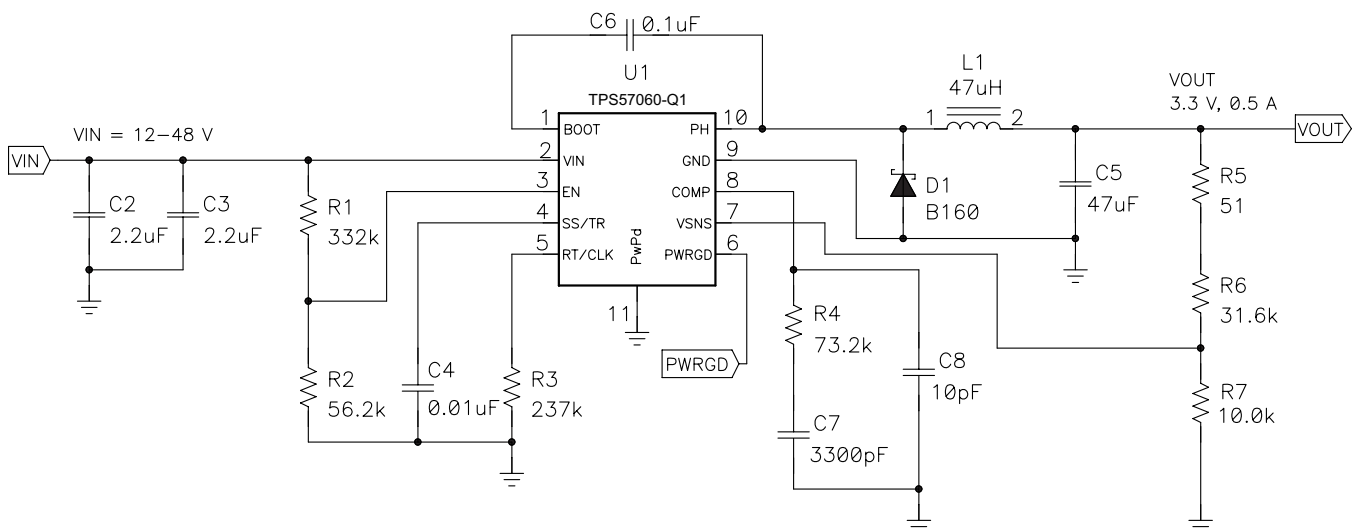 C6
0.1uF
U1
TPS57060-Q1
L1
47uH
VOUT
3.3 V, 0.5 A
VIN = 12-48 V
VIN
VOUT
1 BOOT PH 10
2 VIN GND 9
3 EN COMP 8
4 SS/TR VSNS 7
5 RT/CLK PWRGD 6
PwPd
11
1 2
C2
2.2uF
C3
2.2uF
R1
332k
D1
B160
C5
47uF
R5
51
R6
31.6k
R4
73.2k
PWRGD
C8
10pF
R2
56.2k
C4
0.01uF
R3
237k
R7
10.0k
C7
3300pF